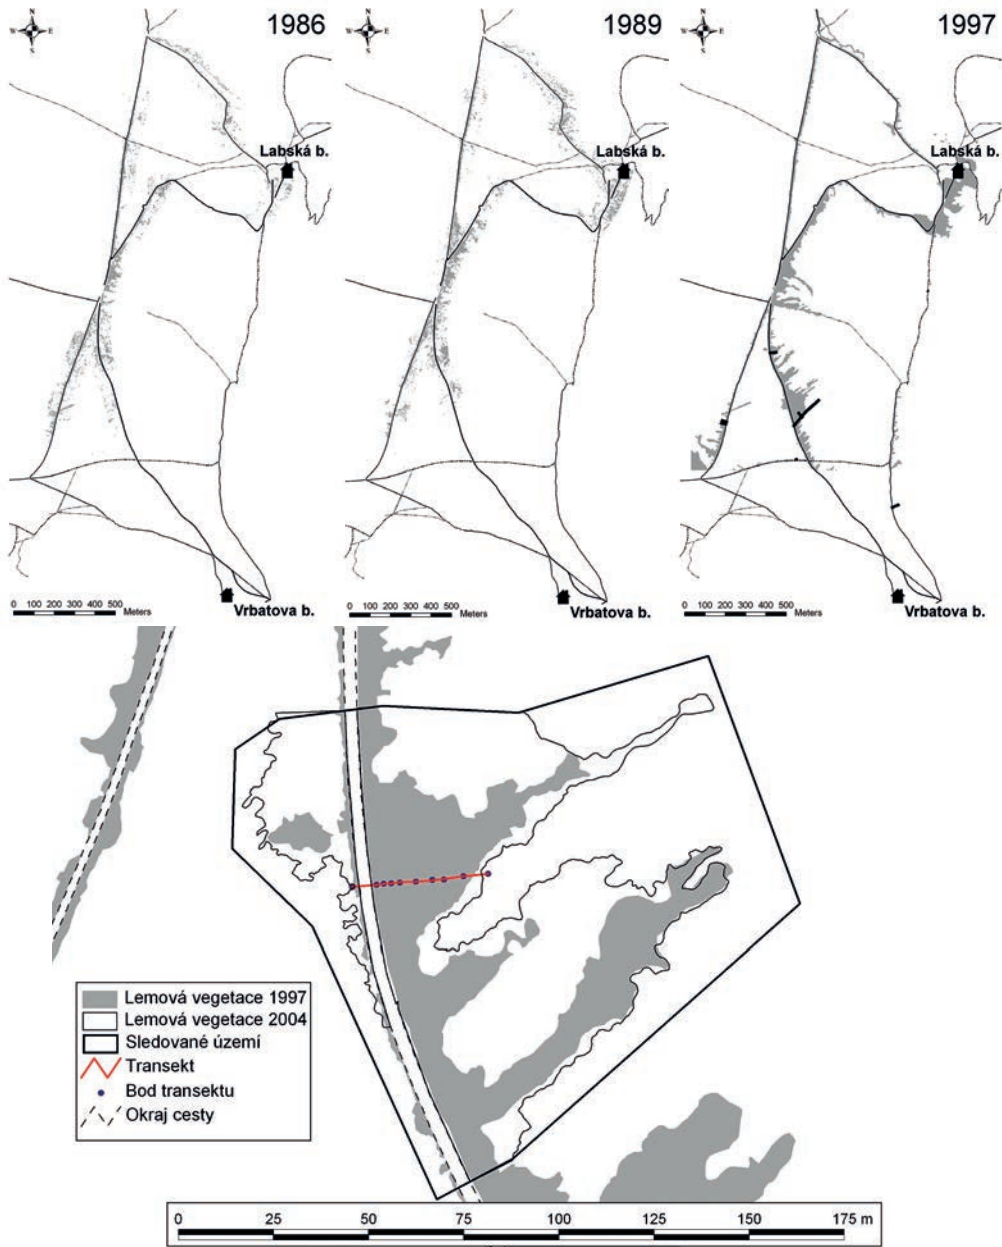 1986
N
W E
S
Labská b.
0 100 200 300 400 500
Meters
Vrbatova b.
1989
N
W E
S
Labská b.
0 100 200 300 400 500
Meters
Vrbatova b.
1997
N
W E
S
Labská b.
0 100 200 300 400 500
Meters
Vrbatova b.
Lemová vegetace 1997
Lemová vegetace 2004
Sledované území
Transekt
Bod transektu
Okraj cesty
0 25 50 75 100 125 150 175 m